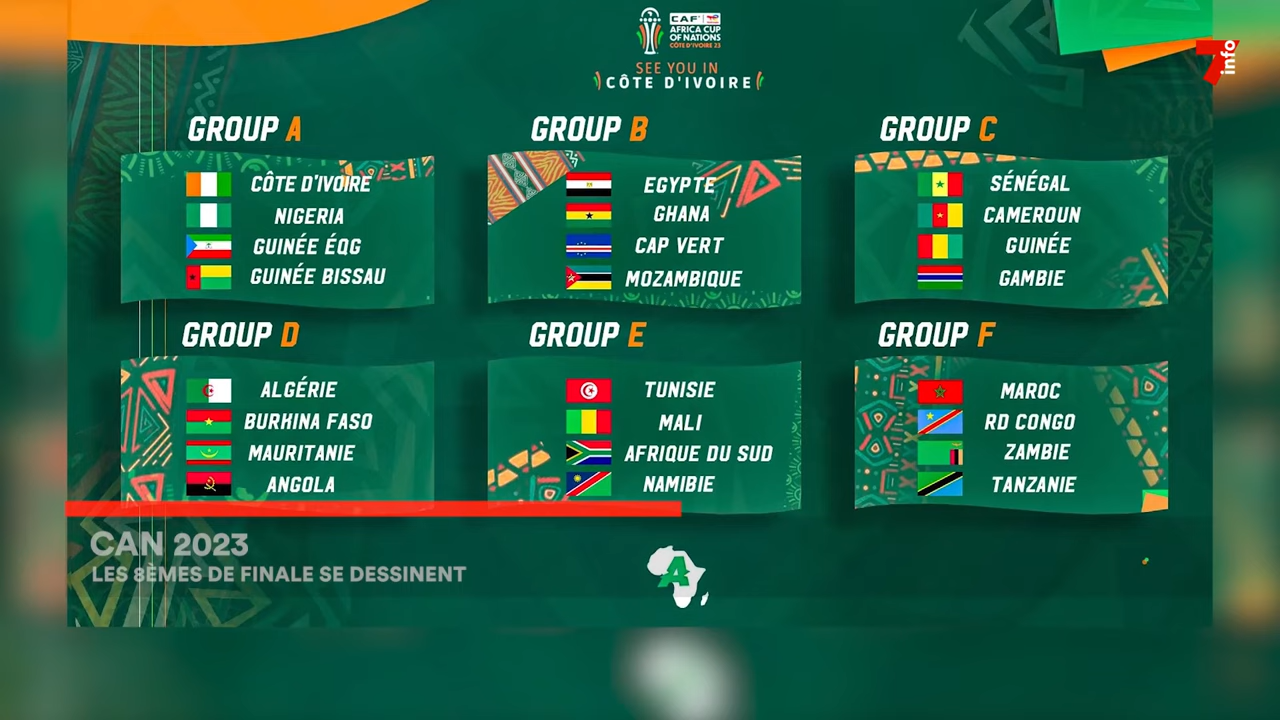 CAF
AFRICA CUP
OF NATIONS
CÔTE D'IVOIRE 23
SEE YOU IN
CÔTE D'IVOIRE
7info
GROUP A
CÔTE D'IVOIRE
NIGERIA
GUINÉE ÉQG
GUINÉE BISSAU
GROUP B
EGYPTE
GHANA
CAP VERT
MOZAMBIQUE
GROUP C
SÉNÉGAL
CAMEROUN
GUINÉE
GAMBIE
GROUP D
ALGÉRIE
BURKINA FASO
MAURITANIE
ANGOLA
GROUP E
TUNISIE
MALI
AFRIQUE DU SUD
NAMIBIE
GROUP F
MAROC
RD CONGO
ZAMBIE
TANZANIE
CAN 2023
LES 8ÈMES DE FINALE SE DESSINENT
A